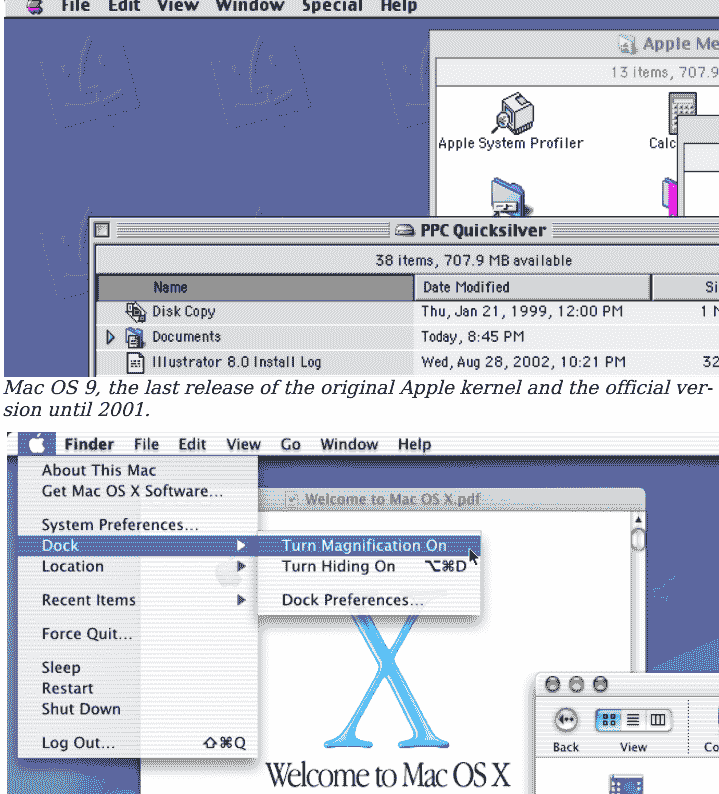 File Edit View Window Special Help
Apple Me
13 items, 707.9
Apple System Profiler
Calc
PPC Quicksilver
38 items, 707.9 MB available
Name Date Modified Si
Disk Copy Thu, Jan 21, 1999, 12:00 PM 1 M
Documents Today, 8:45 PM
Illustrator 8.0 Install Log Wed, Aug 28, 2002, 10:21 PM 32
Mac OS 9, the last release of the original Apple kernel and the official ver-
sion until 2001.
Finder File Edit View Go Window Help
About This Mac
Get Mac OS X Software...
Welcome to Mac OS X.pdf
System Preferences...
Dock
Turn Magnification On
Location
Turn Hiding On ⌥⌘D
Recent Items
Dock Preferences...
Force Quit...
Sleep
Restart
Shut Down
Log Out... ⇧⌘Q
X
Back View Co
Welcome to Mac OS X